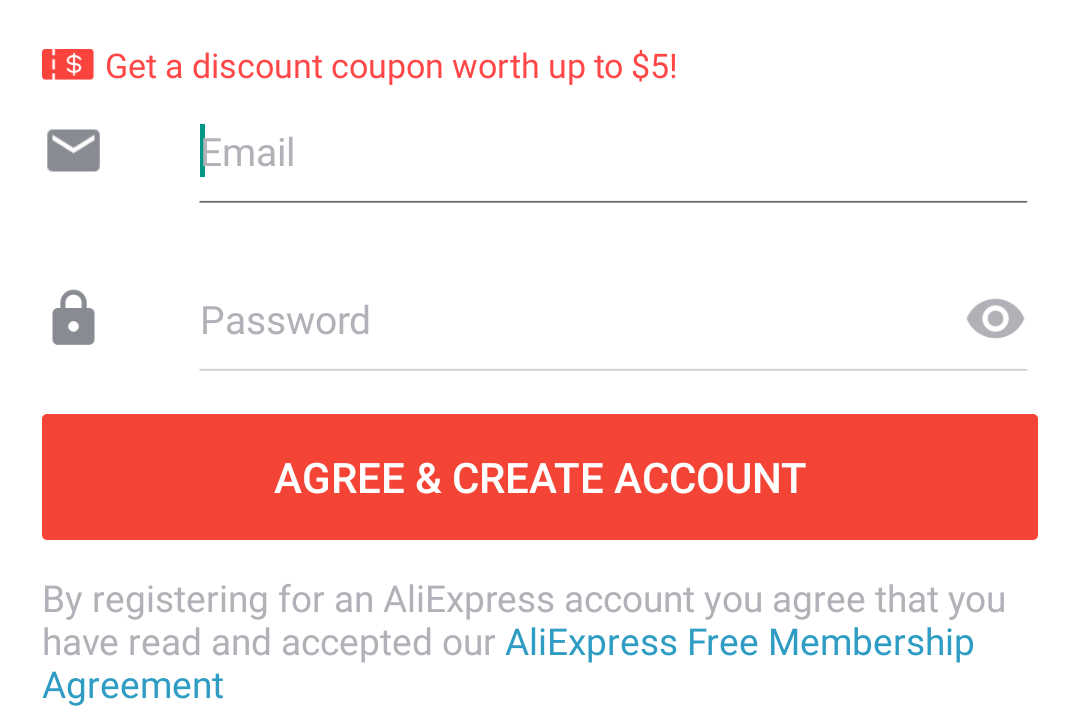 $ Get a discount coupon worth up to $5!
Email
Password
AGREE & CREATE ACCOUNT
By registering for an AliExpress account you agree that you
have read and accepted our AliExpress Free Membership
Agreement